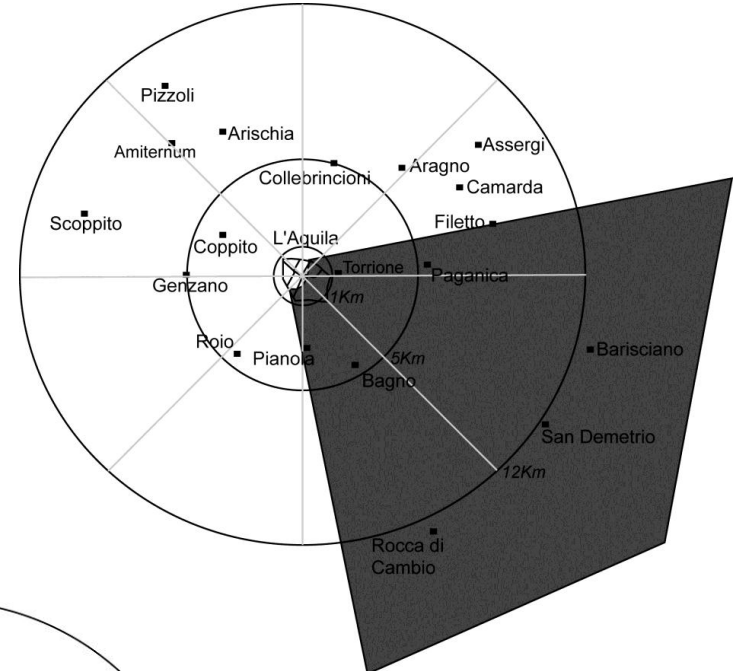 Pizzoli
Arischia
Amiternum
Assergi
Aragno
Collebrincioni
Camarda
Scoppito
Filetto
L'Aquila
Coppito
Torrione
Paganica
Genzano
1Km
Roio
Pianola
5Km
Barisciano
Bagno
San Demetrio
12Km
Rocca di
Cambio